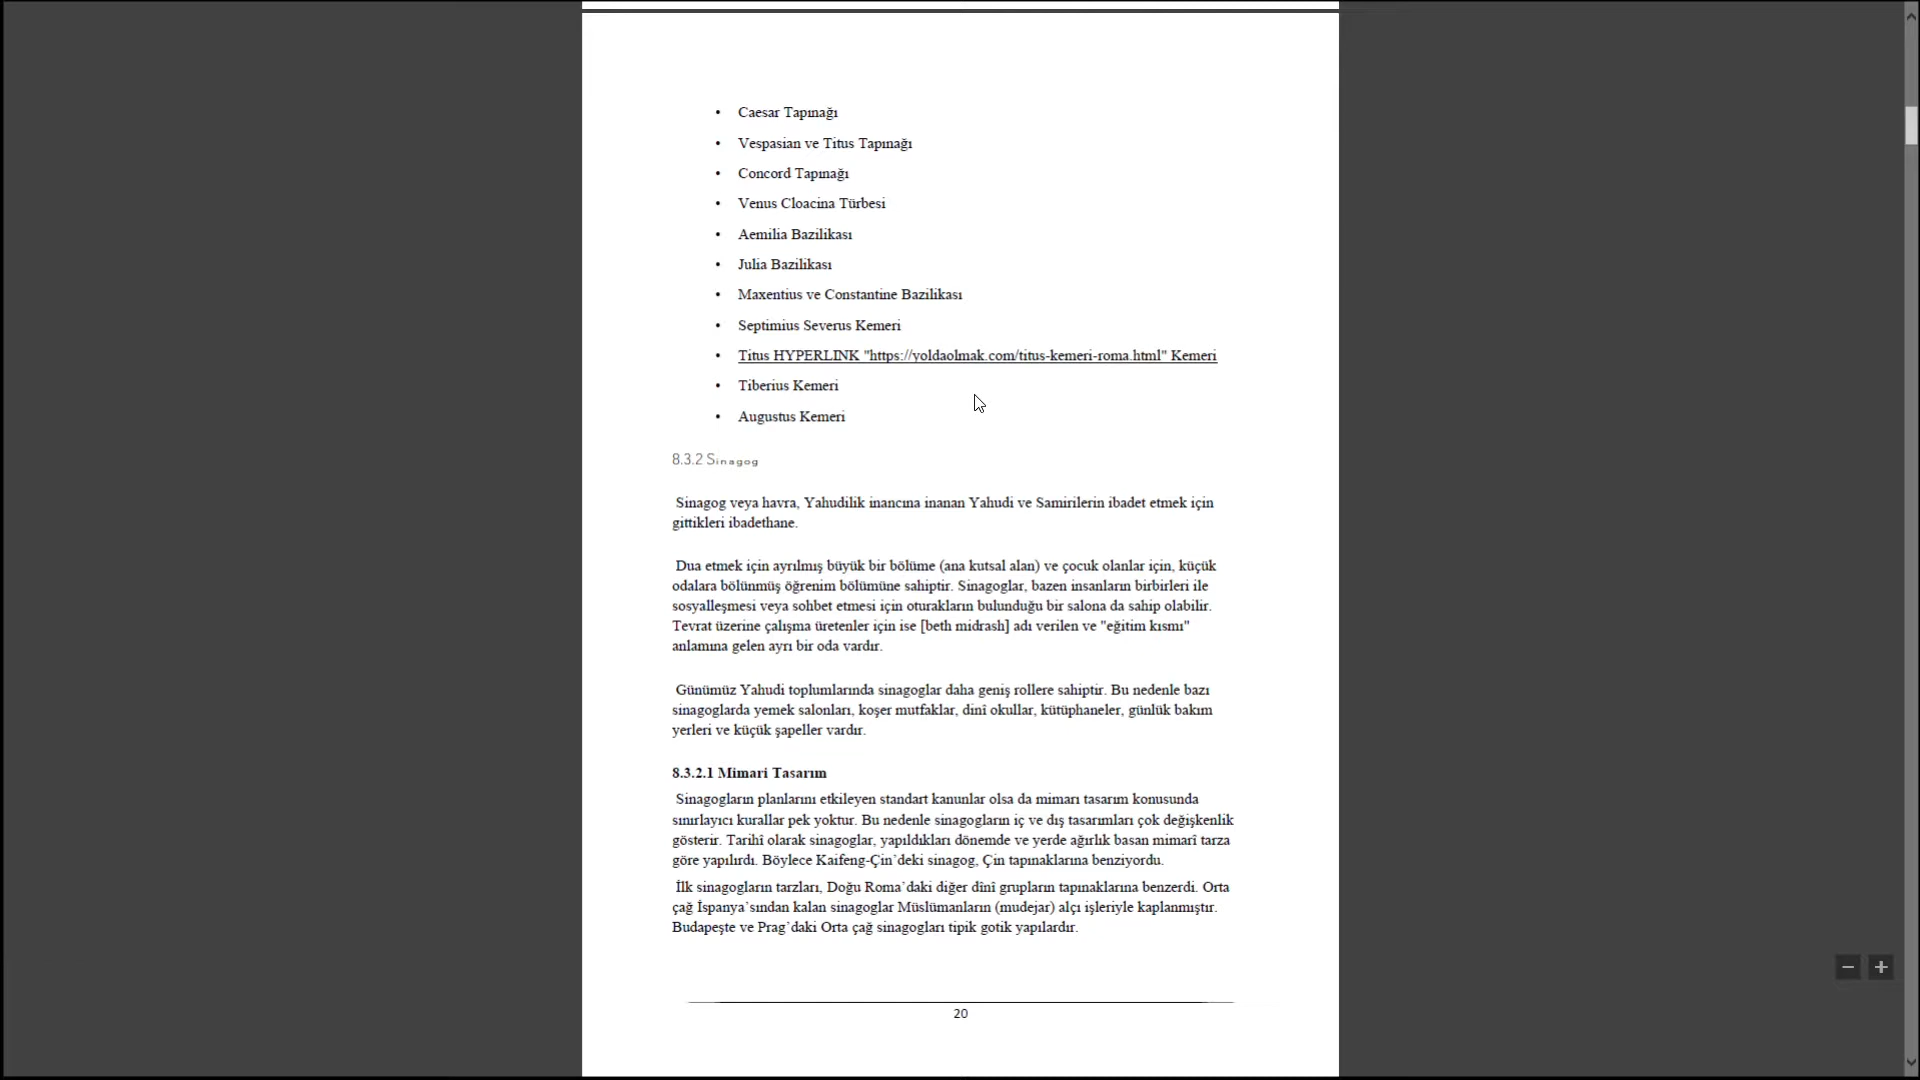 • Caesar Tapınağı
• Vespasian ve Titus Tapınağı
• Concord Tapınağı
• Venus Cloacina Türbesi
• Aemilia Bazilikası
• Julia Bazilikası
• Maxentius ve Constantine Bazilikası
• Septimius Severus Kemeri
• Titus HYPERLINK "https://yoldaolmak.com/titus-kemeri-roma.html" Kemeri
• Tiberius Kemeri
• Augustus Kemeri
8.3.2 Sinagog
Sinagog veya havra, Yahudilik inancına inanan Yahudi ve Samirilerin ibadet etmek için
gittikleri ibadethane.
Dua etmek için ayrılmış büyük bir bölüme (ana kutsal alan) ve çocuk olanlar için, küçük
odalara bölünmüş öğrenim bölümüne sahiptir. Sinagoglar, bazen insanların birbirleri ile
sosyalleşmesi veya sohbet etmesi için oturakların bulunduğu bir salona da sahip olabilir.
Tevrat üzerine çalışma üretenler için ise [beth midrash] adı verilen ve "eğitim kısmı"
anlamına gelen ayrı bir oda vardır.
Günümüz Yahudi toplumlarında sinagoglar daha geniş rollere sahiptir. Bu nedenle bazı
sinagoglarda yemek salonları, koşer mutfaklar, dinî okullar, kütüphaneler, günlük bakım
yerleri ve küçük şapeller vardır.
8.3.2.1 Mimari Tasarım
Sinagogların planlarını etkileyen standart kanunlar olsa da mimarı tasarım konusunda
sınırlayıcı kurallar pek yoktur. Bu nedenle sinagogların iç ve dış tasarımları çok değişkenlik
gösterir. Tarihî olarak sinagoglar, yapıldıkları dönemde ve yerde ağırlık basan mimarî tarza
göre yapılırdı. Böylece Kaifeng-Çin’deki sinagog, Çin tapınaklarına benziyordu.
İlk sinagogların tarzları, Doğu Roma’daki diğer dînî grupların tapınaklarına benzerdi. Orta
çağ İspanya’sından kalan sinagoglar Müslümanların (mudejar) alçı işleriyle kaplanmıştır.
Budapeşte ve Prag’daki Orta çağ sinagogları tipik gotik yapılardır.
20